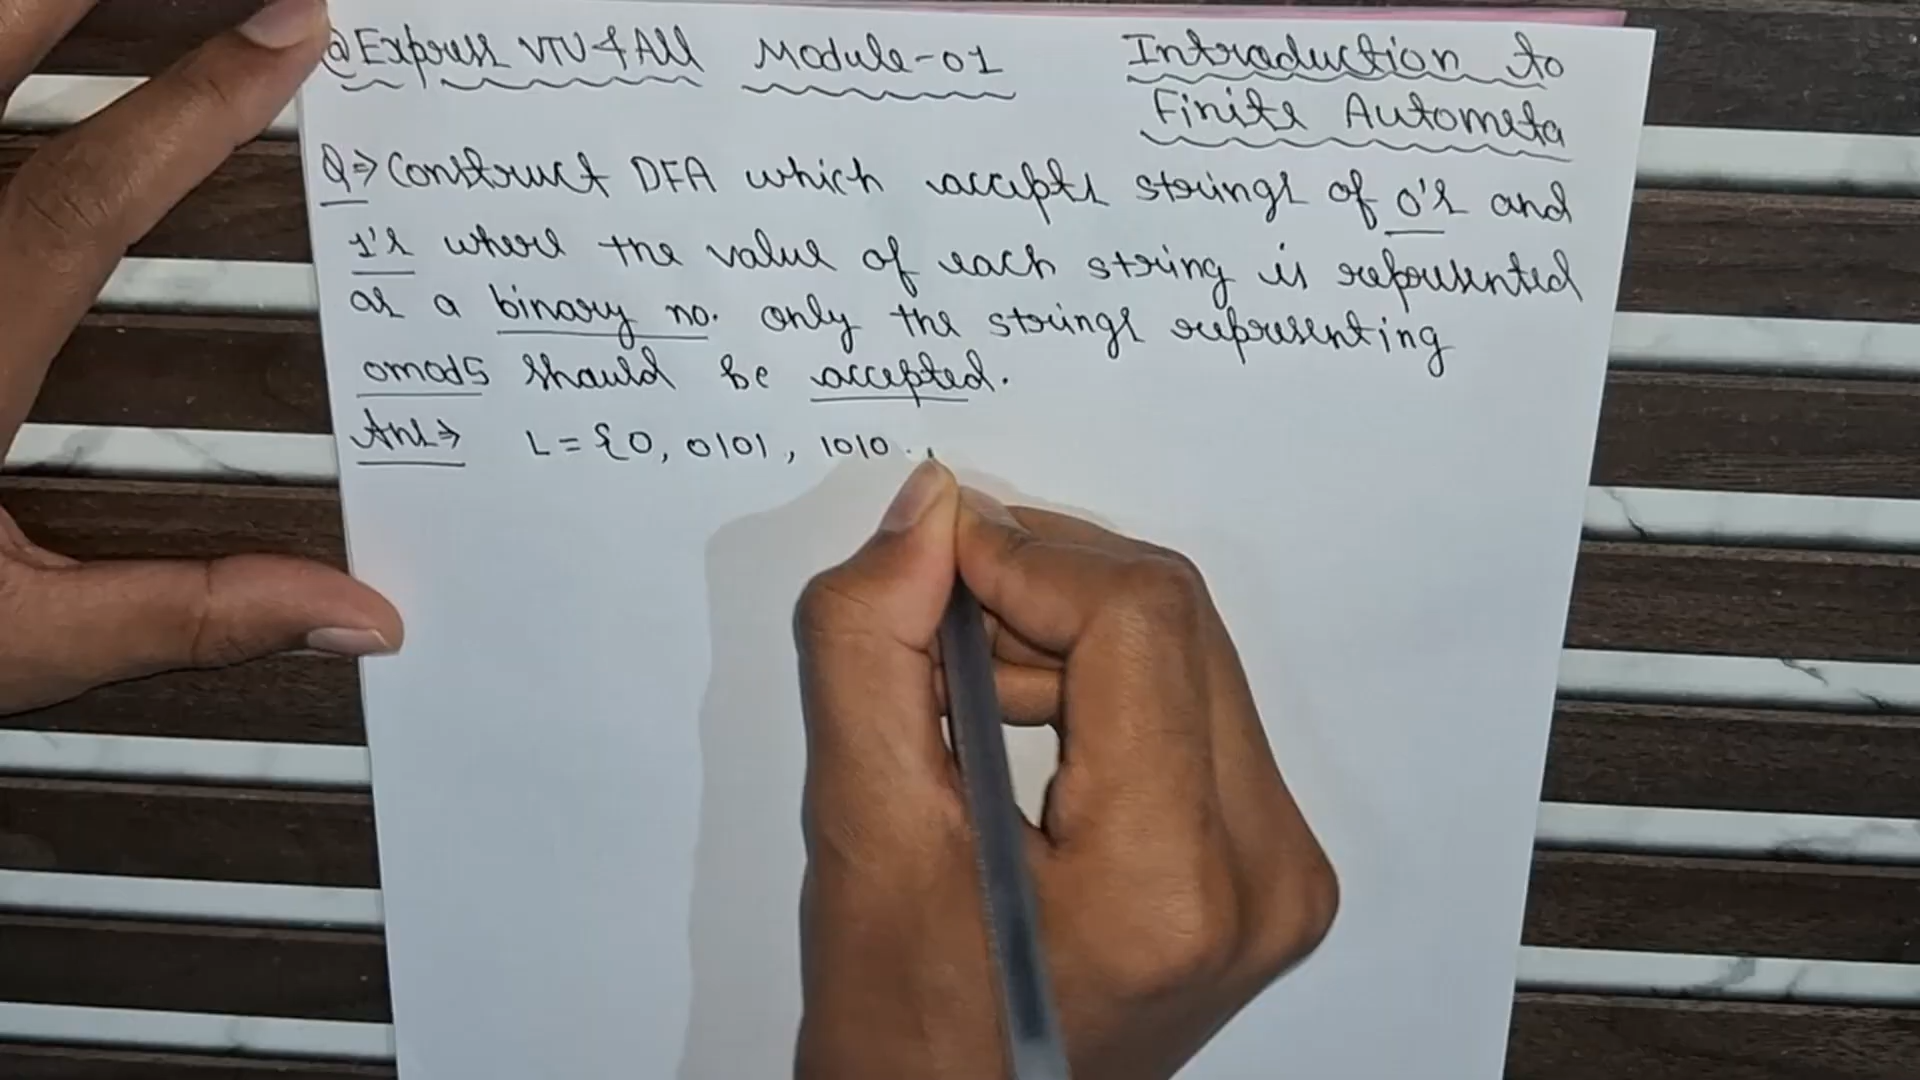 @Express VTU 4 All Module-01 Introduction to
Finite Autometa
Q⇒ Construct DFA which accepts strings of 0's and
1's where the value of each string is represented
as a binary no. only the strings representing
0mod5 should be accepted.
Ans⇒ L = {0, 0101, 1010 . .